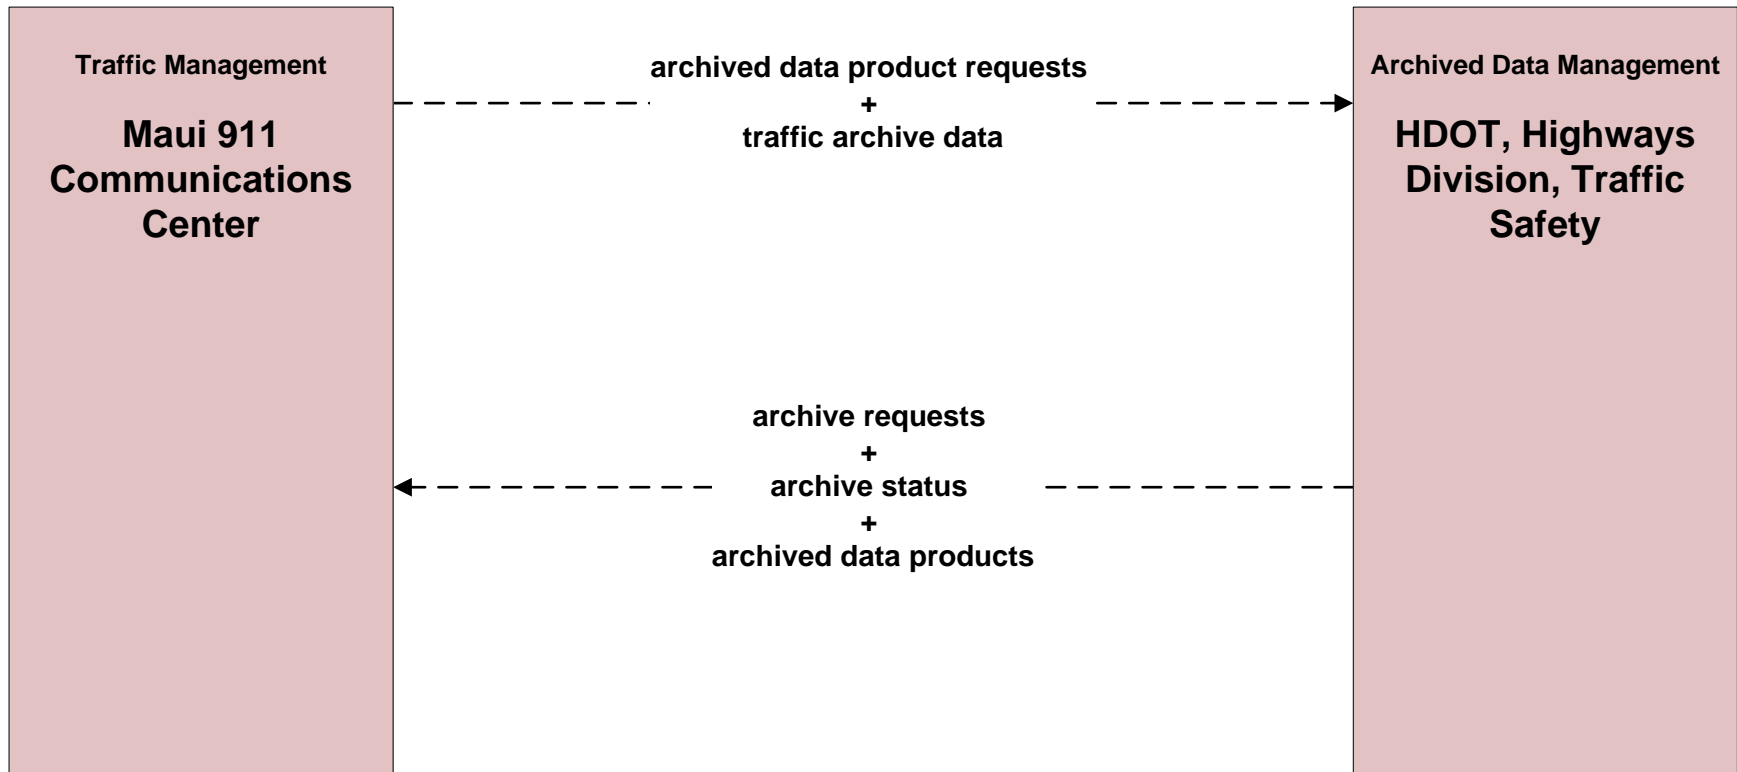 Traffic Management
Maui 911
Communications
Center
archived data product requests
+
traffic archive data
Archived Data Management
HDOT, Highways
Division, Traffic
Safety
archive requests
+
archive status
+
archived data products